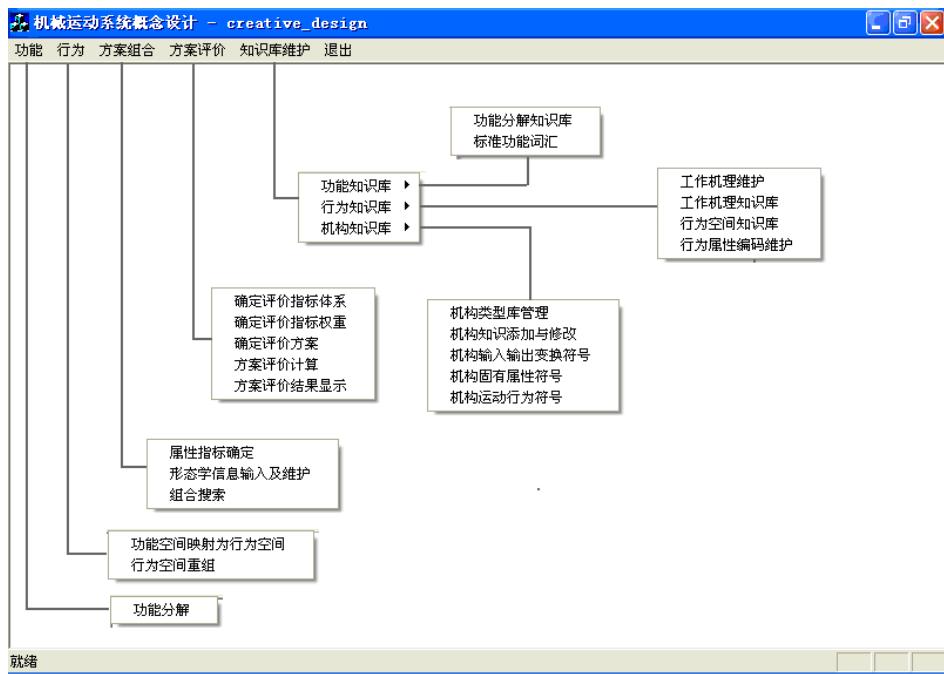 机械运动系统概念设计 - creative_design
功能 行为 方案组合 方案评价 知识库维护 退出
功能分解知识库
标准功能词汇
功能知识库
行为知识库
机构知识库
工作机理维护
工作机理知识库
行为空间知识库
行为属性编码维护
确定评价指标体系
确定评价指标权重
确定评价方案
方案评价计算
方案评价结果显示
机构类型库管理
机构知识添加与修改
机构输入输出变换符号
机构固有属性符号
机构运动行为符号
属性指标确定
形态学信息输入及维护
组合搜索
功能空间映射为行为空间
行为空间重组
功能分解
就绪